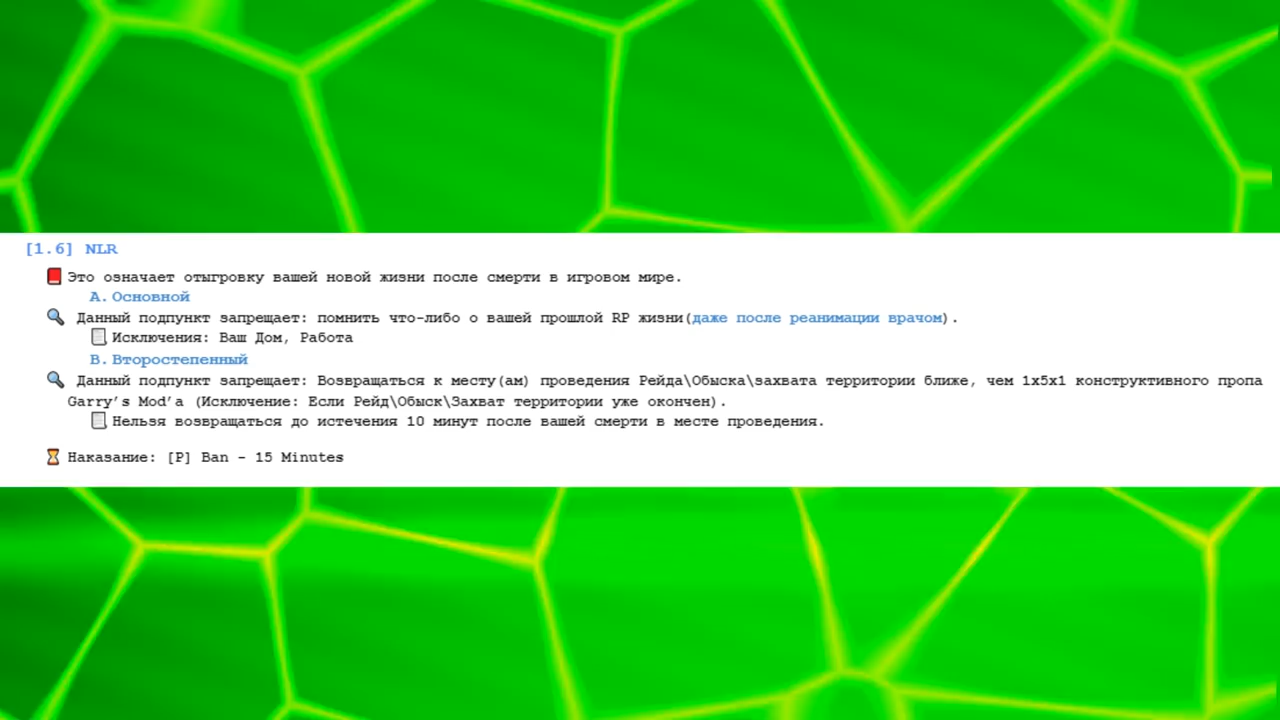 [1.6] NLR
Это означает отыгровку вашей новой жизни после смерти в игровом мире.
A. Основной
Данный подпункт запрещает: помнить что-либо о вашей прошлой RP жизни(даже после реанимации врачом).
Исключения: Ваш Дом, Работа
B. Второстепенный
Данный подпункт запрещает: Возвращаться к месту(ам) проведения Рейда\Обыска\захвата территории ближе, чем 1x5x1 конструктивного пропа
Garry's Mod'a (Исключение: Если Рейд\Обыск\Захват территории уже окончен).
Нельзя возвращаться до истечения 10 минут после вашей смерти в месте проведения.
Наказание: [P] Ban - 15 Minutes